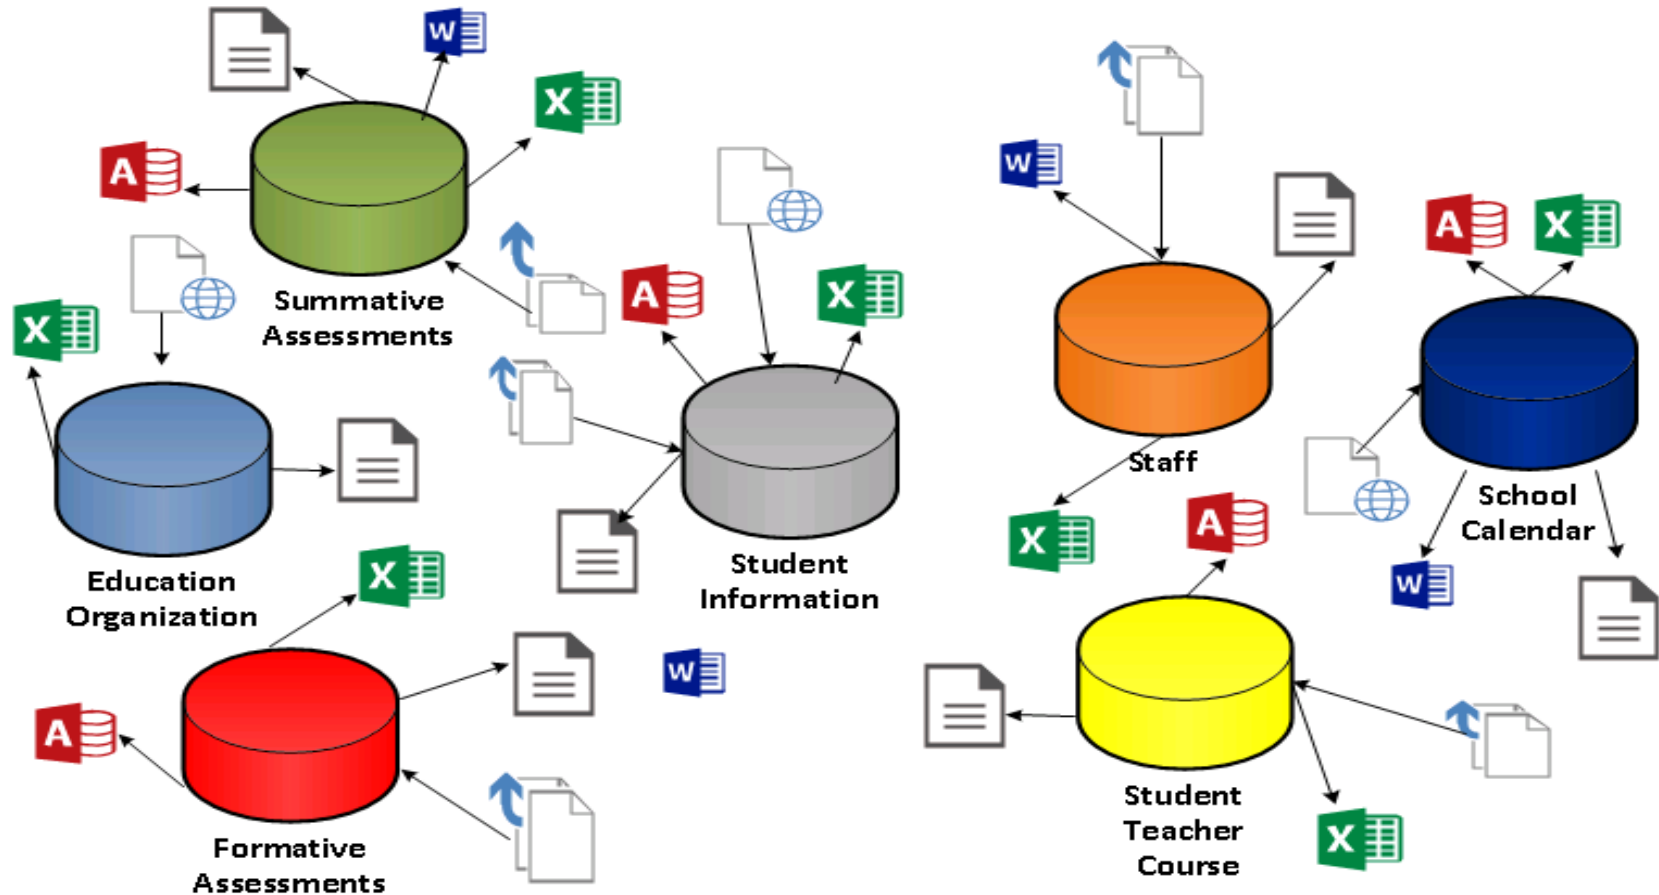 W
X
A
Summative
Assessments
X
Education
Organization
A
X
Student
Information
X
A
Formative
Assessments
W
W
Staff
X
A
X
School
Calendar
W
A
Student
Teacher
Course
X